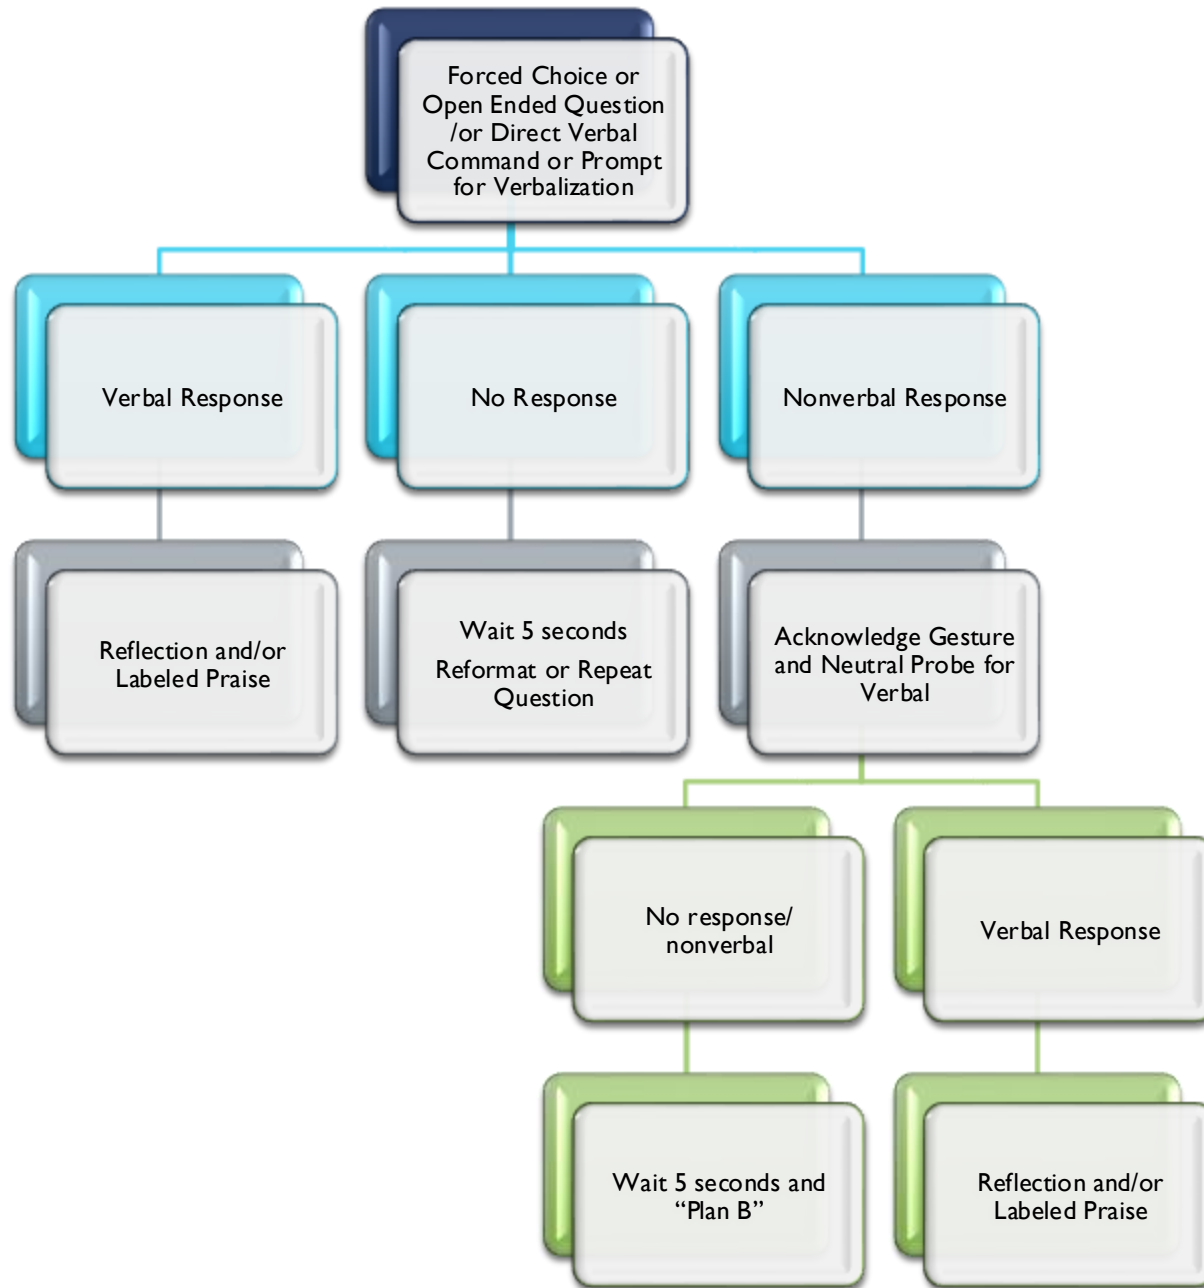 Forced Choice or
Open Ended Question
/or Direct Verbal
Command or Prompt
for Verbalization
Verbal Response
No Response
Nonverbal Response
Reflection and/or
Labeled Praise
Wait 5 seconds
Reformat or Repeat
Question
Acknowledge Gesture
and Neutral Probe for
Verbal
No response/
nonverbal
Verbal Response
Wait 5 seconds and
“Plan B”
Reflection and/or
Labeled Praise